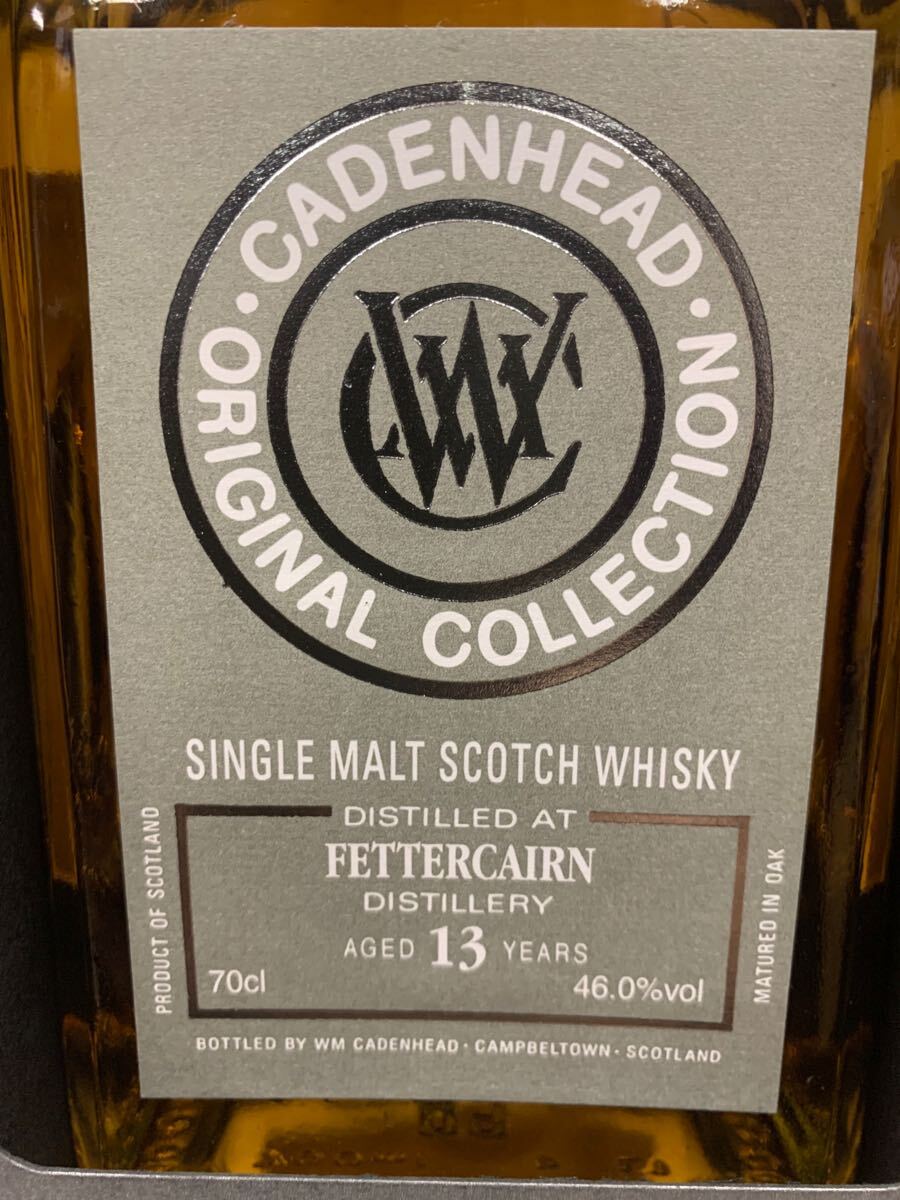 CADENHEAD
· ORIGINAL COLLECTION ·
WC
SINGLE MALT SCOTCH WHISKY
DISTILLED AT
FETTERCAIRN
DISTILLERY
AGED 13 YEARS
70cl 46.0%vol
PRODUCT OF SCOTLAND
MATURED IN OAK
BOTTLED BY WM CADENHEAD · CAMPBELTOWN · SCOTLAND